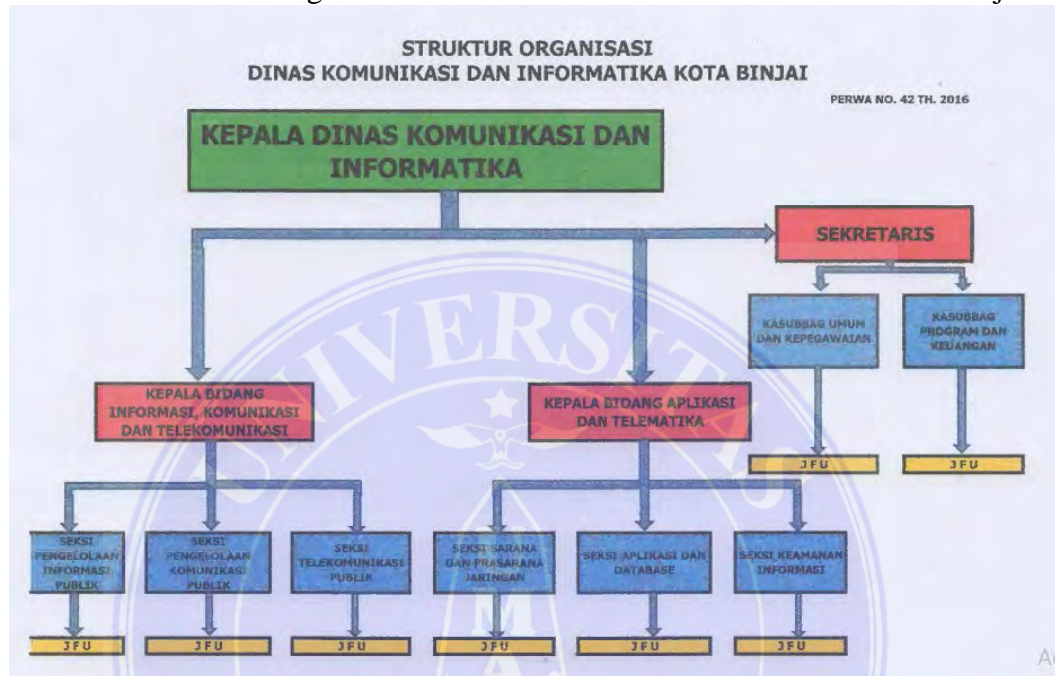 STRUKTUR ORGANISASI
DINAS KOMUNIKASI DAN INFORMATIKA KOTA BINJAI
PERWA NO. 42 TH. 2016
KEPALA DINAS KOMUNIKASI DAN
INFORMATIKA
SEKRETARIS
KASUBBAG UMUM
DAN KEPEGAWAIAN
KASUBBAG
PROGRAM DAN
KEUANGAN
JFU
JFU
KEPALA BIDANG
INFORMASI, KOMUNIKASI
DAN TELEKOMUNIKASI
KEPALA BIDANG APLIKASI
DAN TELEMATIKA
SEKSI
PENGELOLAAN
INFORMASI
PUBLIK
SEKSI
PENGELOLAAN
KOMUNIKASI
PUBLIK
SEKSI
TELEKOMUNIKASI
PUBLIK
SEKSI SARANA
DAN PRASARANA
JARINGAN
SEKSI APLIKASI DAN
DATABASE
SEKSI KEAMANAN
INFORMASI
JFU
JFU
JFU
JFU
JFU
JFU
UNIVERSITAS